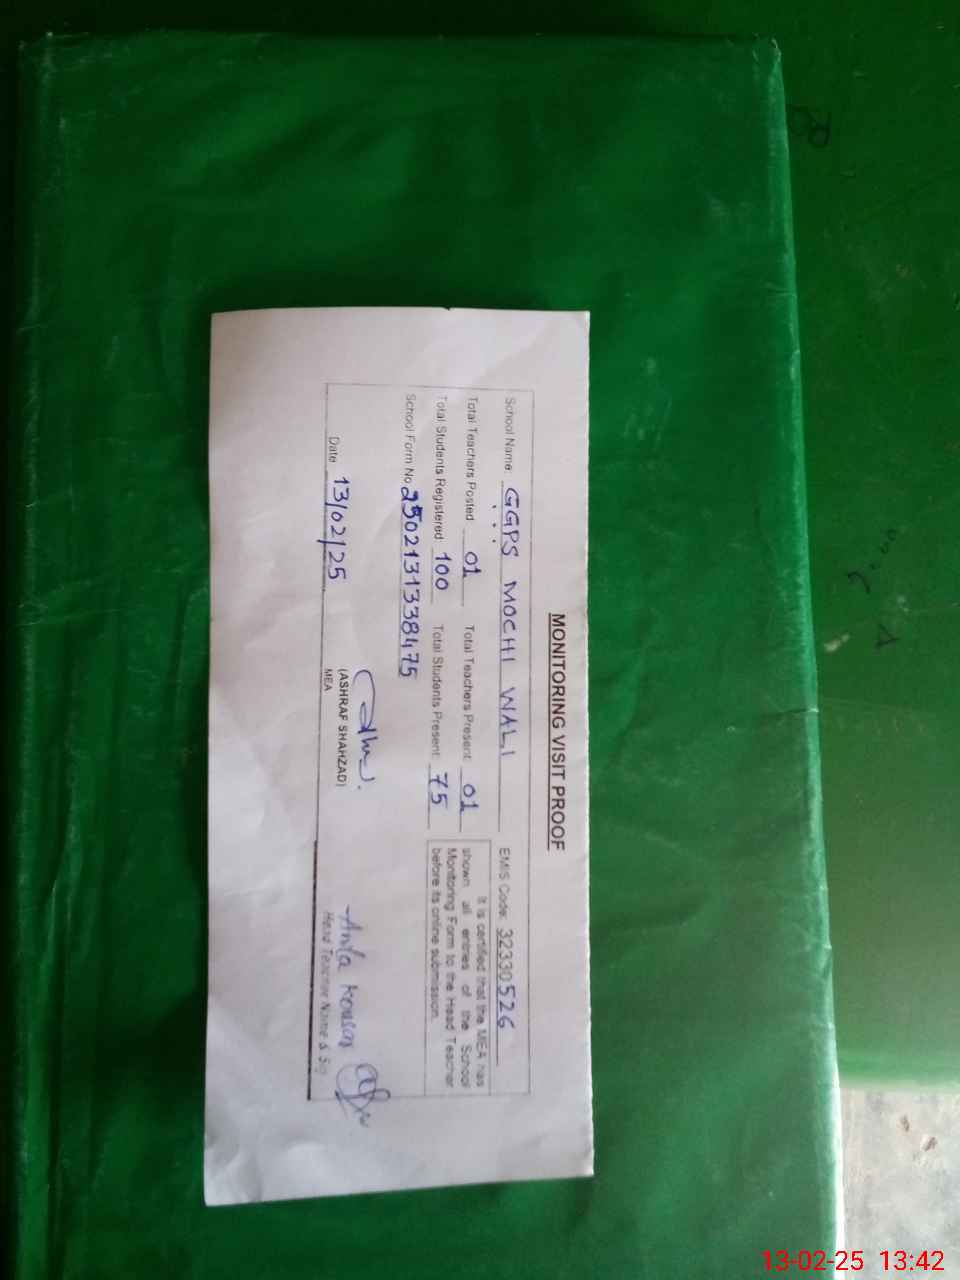 MONITORING VISIT PROOF
School Name: GGPS MOCHI WALI EMIS Code: 32330526
Total Teachers Posted 01 Total Teachers Present: 01
Total Students Registered 100 Total Students Present: 75
It is certified that the MEA has
shown all entries of the School
Monitoring Form to the Head Teacher
before its online submission.
School Form No 2502131338475
Date 13/02/25
(ASHRAF SHAHZAD)
MEA
Head Teacher Name & Sig
13-02-25 13:42